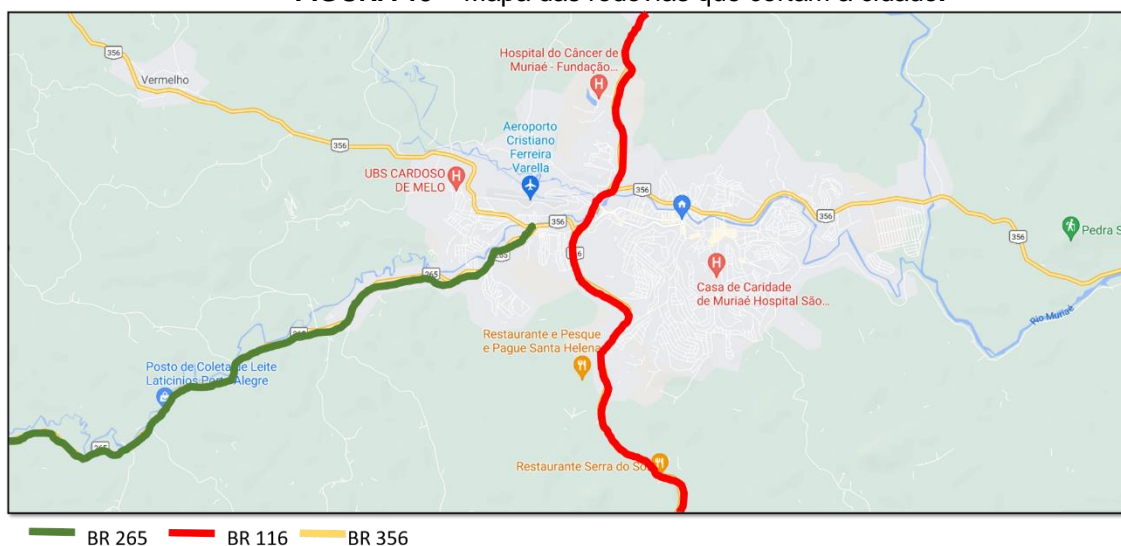 Mapa das rodovias que cortam a cidade.
356
Hospital do Câncer de
Muriaé - Fundação...
Vermelho
Aeroporto
Cristiano
Ferreira
Varella
356
UBS CARDOSO
DE MELO
356
356
356
356
Pedra S
265
Casa de Caridade
de Muriaé Hospital São...
Rio Muriaé
Restaurante e Pesque
e Pague Santa Helena
Posto de Coleta de Leite
Laticinios Porto Alegre
265
Restaurante Serra do
BR 265 BR 116 BR 356